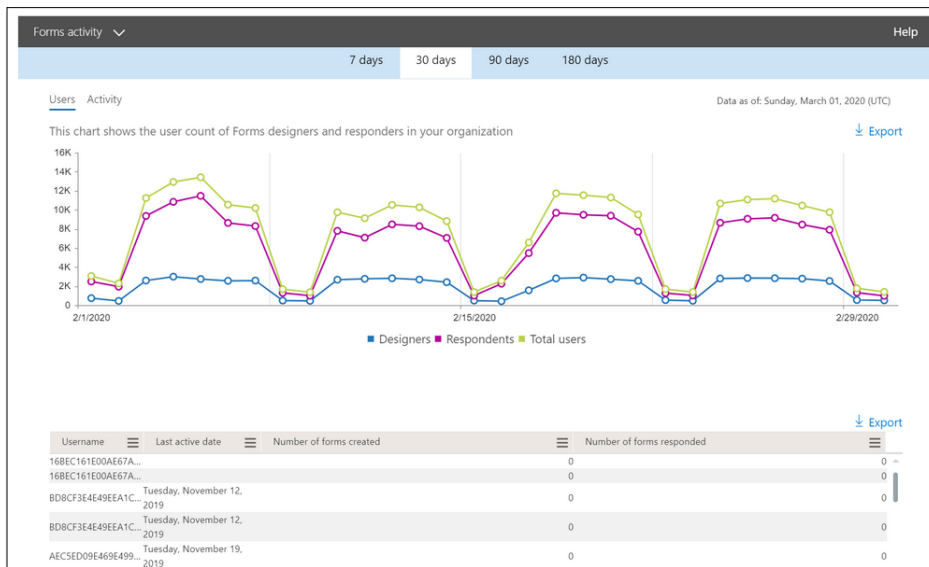 Forms activity Help
7 days 30 days 90 days 180 days
Users Activity Data as of: Sunday, March 01, 2020 (UTC)
This chart shows the user count of Forms designers and responders in your organization Export
16K
14K
12K
10K
8K
6K
4K
2K
0
2/1/2020 2/15/2020 2/29/2020
Designers Respondents Total users
Export
Username Last active date Number of forms created Number of forms responded
16BEC161E00AE67A... 0 0
16BEC161E00AE67A... 0 0
BD8CF3E4E49EEA1C... Tuesday, November 12, 2019 0 0
BD8CF3E4E49EEA1C... Tuesday, November 12, 2019 0 0
AEC5ED09E469E499... Tuesday, November 19, 2019 0 0